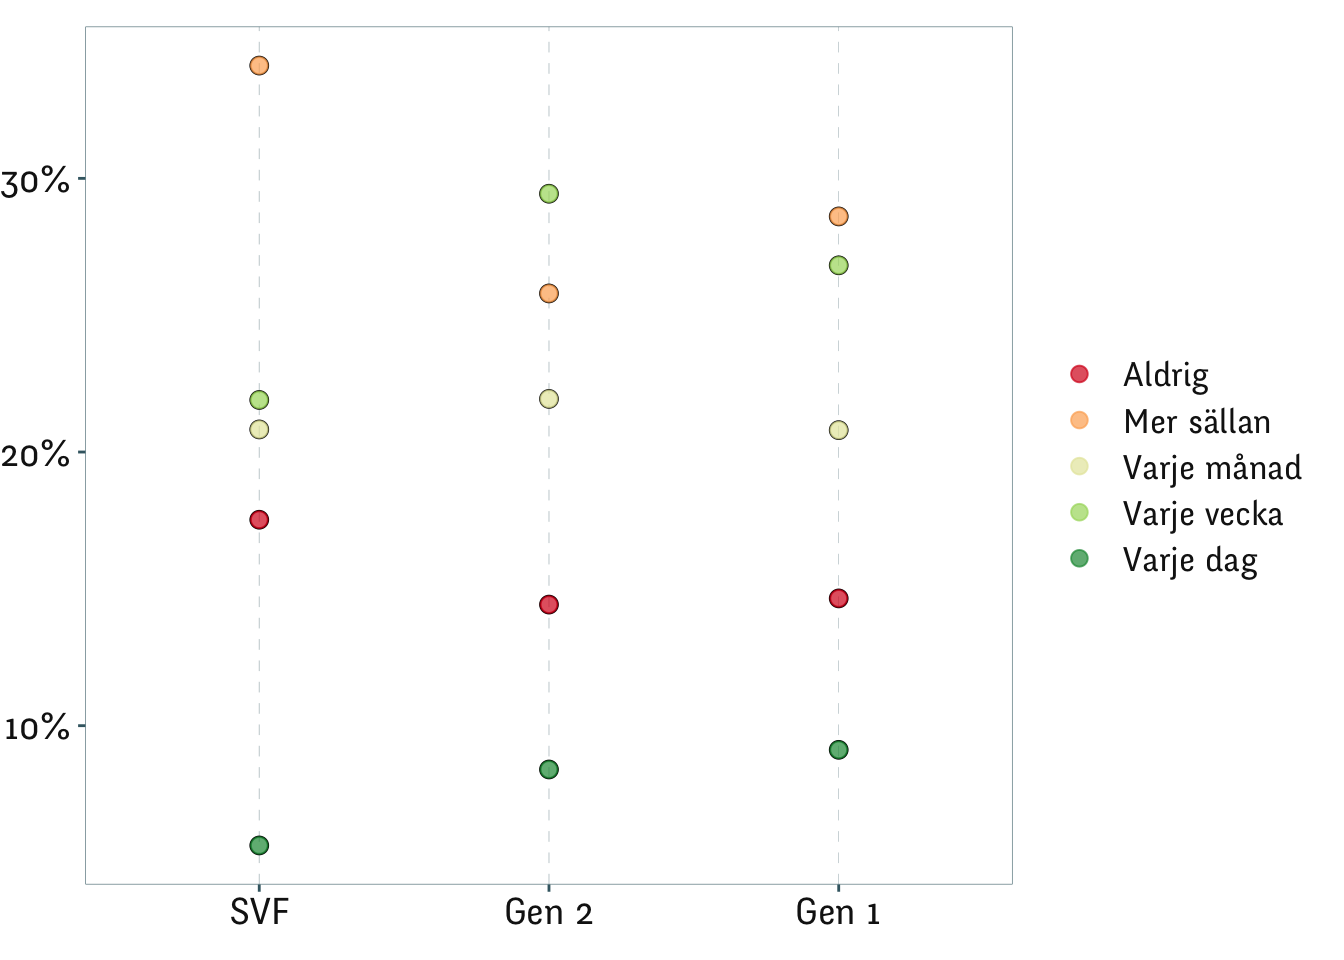 30%
20%
10%
SVF
Gen 2
Gen 1
Aldrig
Mer sällan
Varje månad
Varje vecka
Varje dag